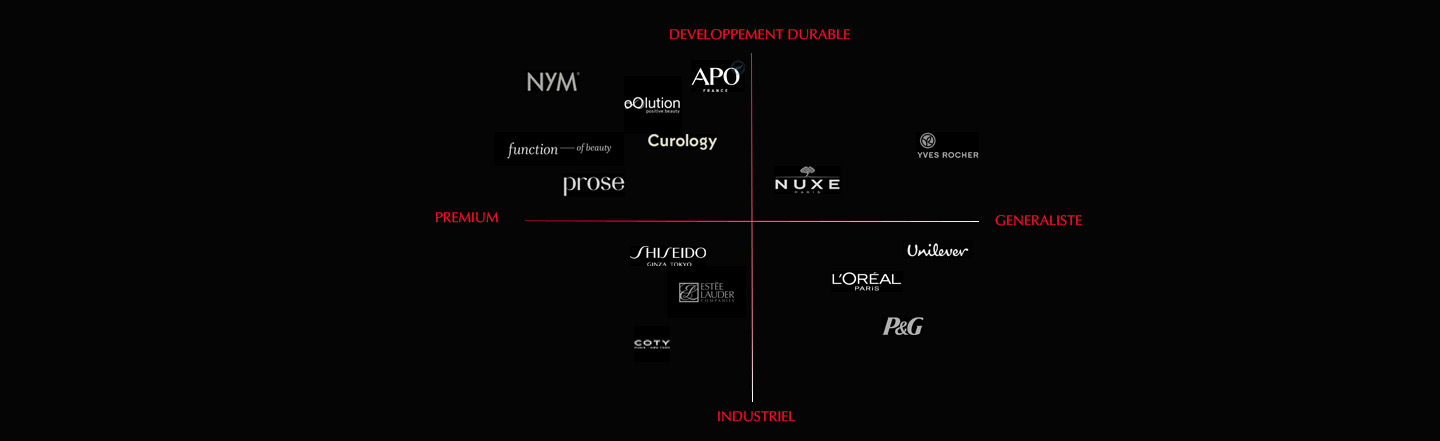 DEVELOPPEMENT DURABLE
NYM
APO
FRANCE
oOlution
positive beauty
Curology
function — of beauty
YVES ROCHER
prose
NUXE
PARIS
PREMIUM
GENERALISTE
SHISEIDO
GINZA TOKYO
Unilever
L'ORÉAL
PARIS
ESTĒE
LAUDER
COMPANIES
P&G
COTY
INDUSTRIEL